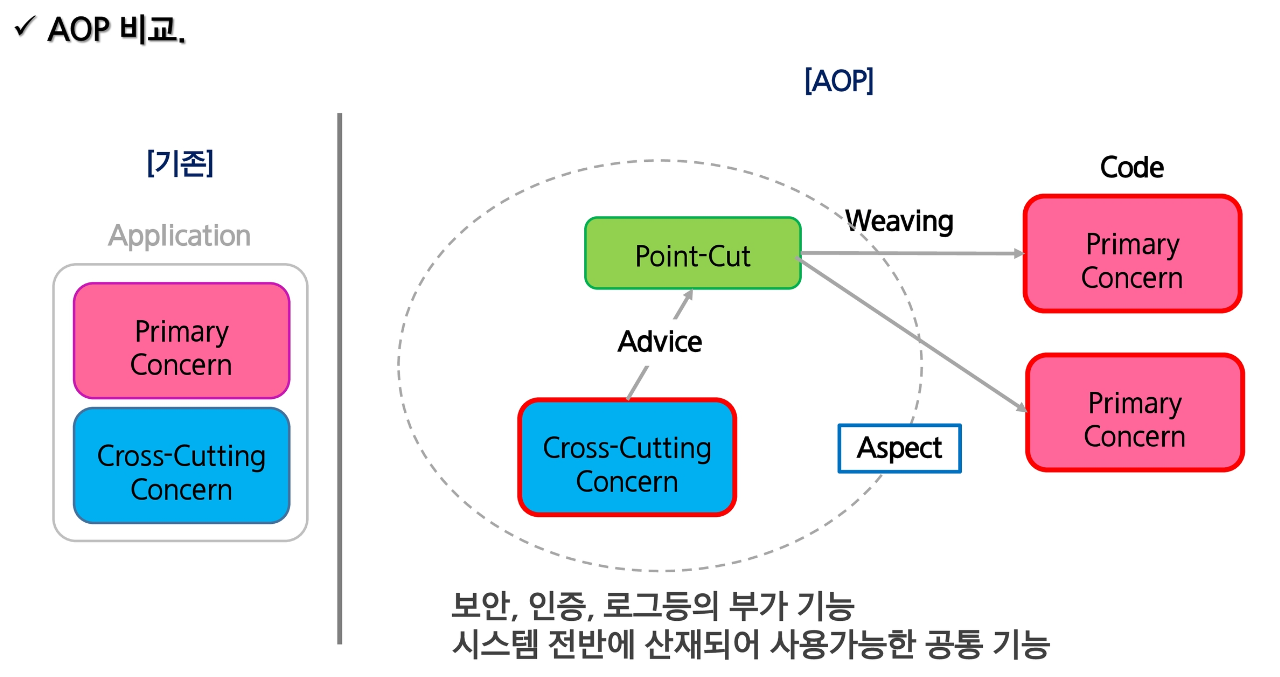 ✓ AOP 비교.
[기존]
Application
Primary
Concern
Cross-Cutting
Concern
[AOP]
Point-Cut
Weaving
Advice
Cross-Cutting
Concern
Aspect
Code
Primary
Concern
Primary
Concern
보안, 인증, 로그등의 부가 기능
시스템 전반에 산재되어 사용가능한 공통 기능